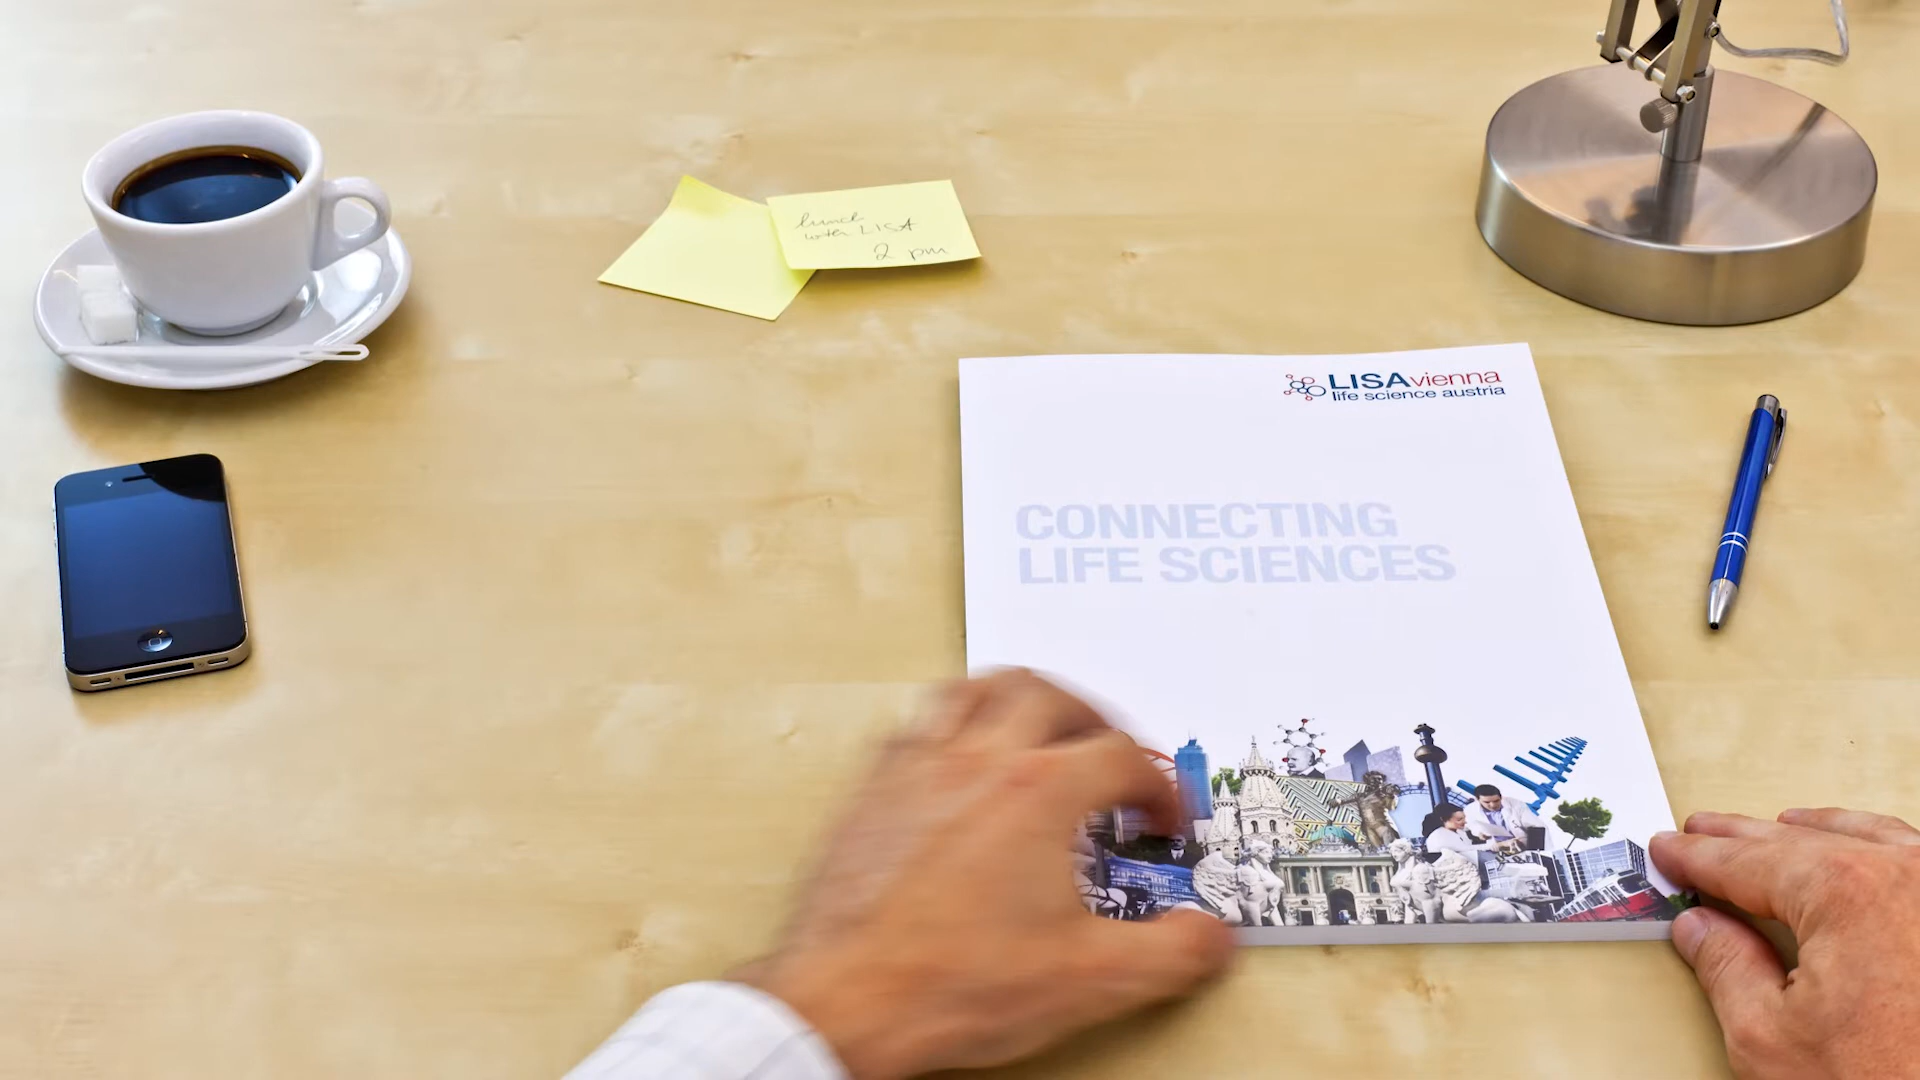 lunch
with LISA
2 pm
LISAvienna
life science austria
CONNECTING
LIFE SCIENCES